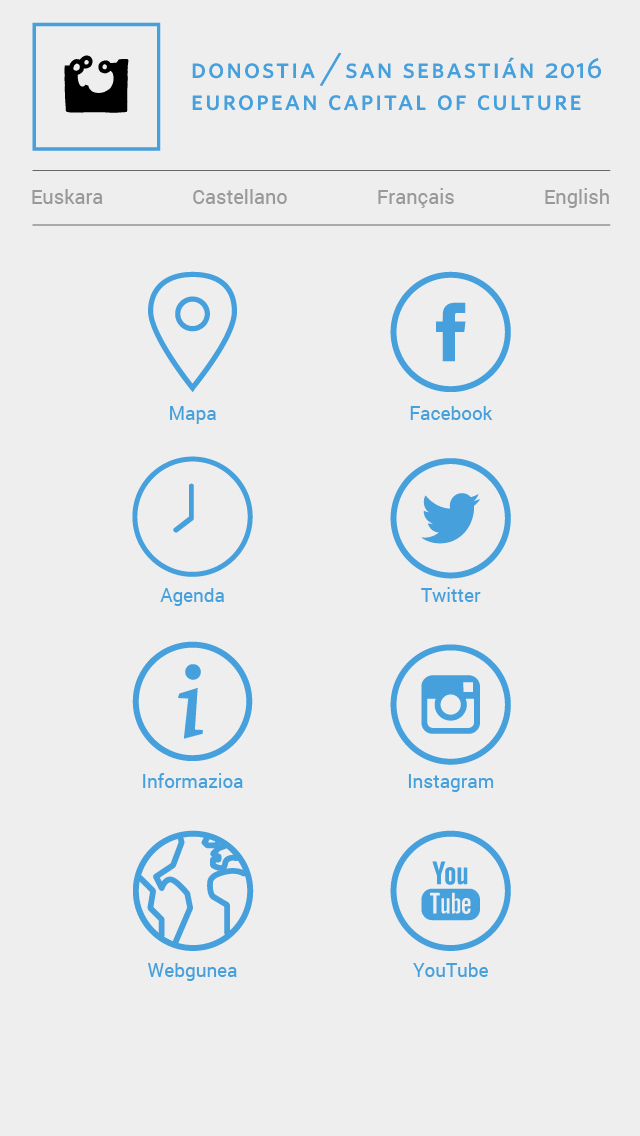 DONOSTIA/SAN SEBASTIÁN 2016
EUROPEAN CAPITAL OF CULTURE
Euskara Castellano Français English
Mapa Facebook
Agenda Twitter
Informazioa Instagram
You
Tube
Webgunea YouTube